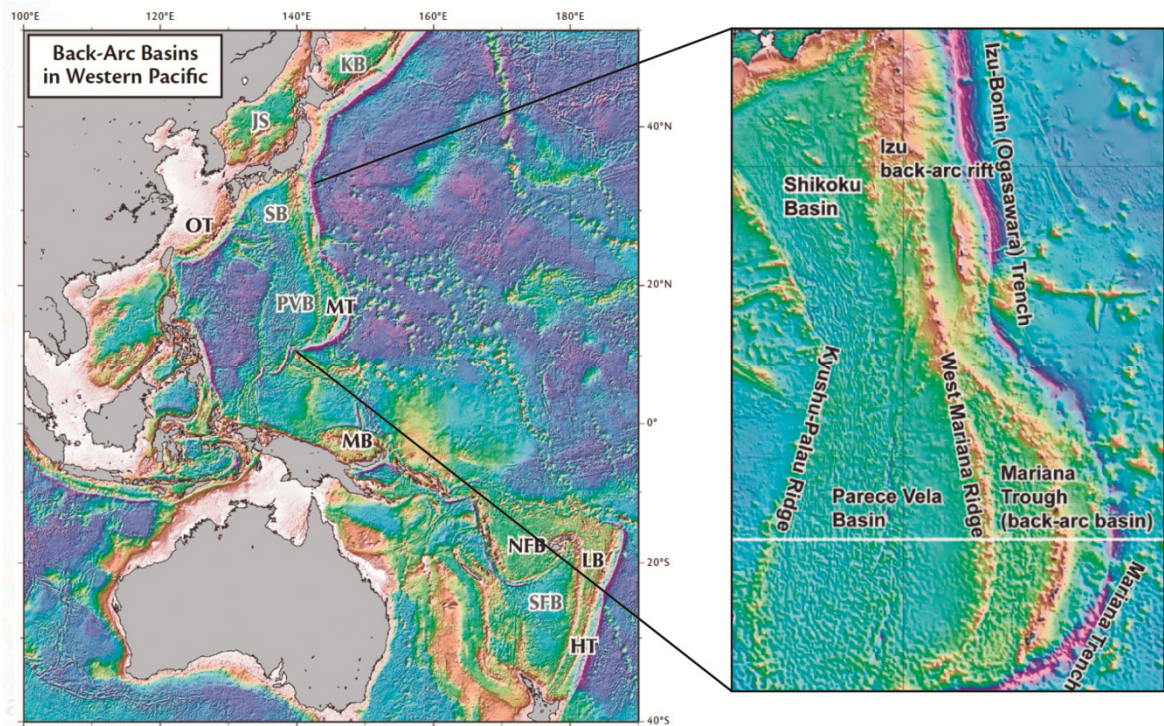 100°E
120°E
140°E
160°E
180°E
Back-Arc Basins
in Western Pacific
KB
JS
40°N
SB
OT
20°N
PVB
MT
0°
MB
NFB
LB
20°S
SFB
HT
40°S
Izu-Bonin (Ogasawara) Trench
Izu
back-arc rift
Shikoku
Basin
Kyushu-Palau Ridge
West Mariana Ridge
Mariana
Trough
(back-arc basin)
Parece Vela
Basin
Mariana Trench